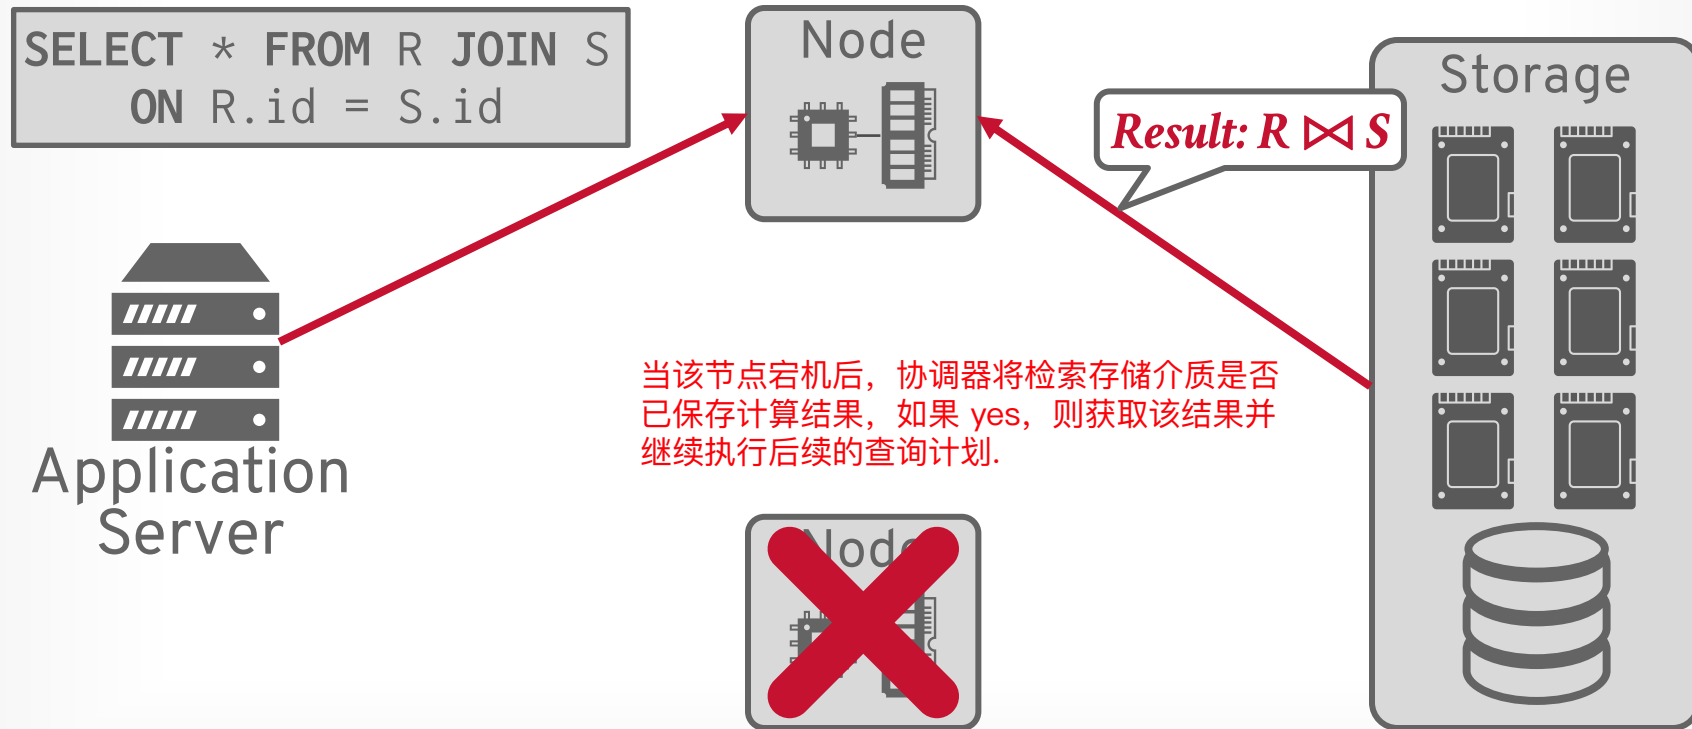 SELECT * FROM R JOIN S
ON R.id = S.id
Node
Storage
Result: R ⋈ S
当该节点宕机后，协调器将检索存储介质是否
已保存计算结果，如果 yes，则获取该结果并
继续执行后续的查询计划.
Application
Server
Node